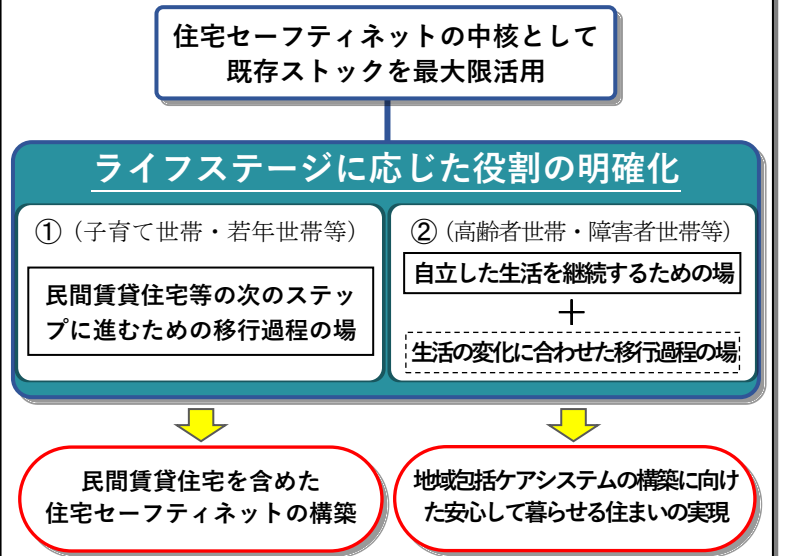 住宅セーフティネットの中核として
既存ストックを最大限活用
ライフステージに応じた役割の明確化
①（子育て世帯・若年世帯等）
民間賃貸住宅等の次のステッ
プに進むための移行過程の場
②（高齢者世帯・障害者世帯等）
自立した生活を継続するための場
＋
生活の変化に合わせた移行過程の場
民間賃貸住宅を含めた
住宅セーフティネットの構築
地域包括ケアシステムの構築に向け
た安心して暮らせる住まいの実現